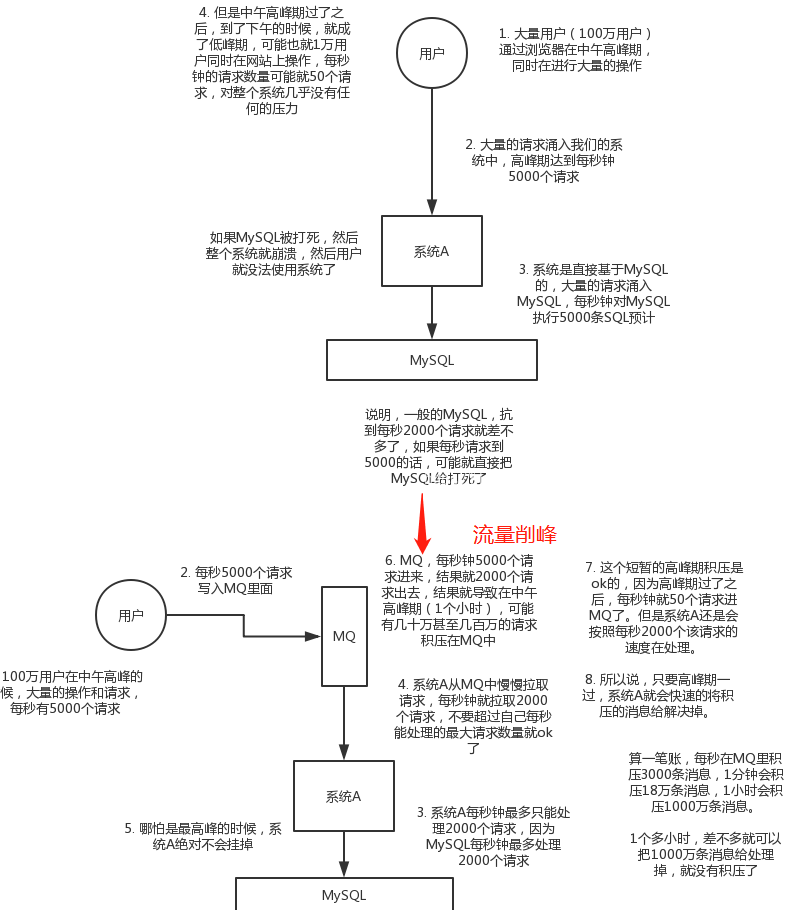 4. 但是中午高峰期过了之
后，到了下午的时候，就成
了低峰期，可能也就1万用
户同时在网站上操作，每秒
钟的请求数量可能就50个请
求，对整个系统几乎没有任
何的压力
用户
1. 大量用户（100万用户）
通过浏览器在中午高峰期，
同时在进行大量的操作
2. 大量的请求涌入我们的系
统中，高峰期达到每秒钟
5000个请求
如果MySQL被打死，然后
整个系统就崩溃，然后用户
就没法使用系统了
系统A
3. 系统是直接基于MySQL
的，大量的请求涌入
MySQL，每秒钟对MySQL
执行5000条SQL预计
MySQL
说明，一般的MySQL，抗
到每秒2000个请求就差不
多了，如果每秒请求到
5000的话，可能就直接把
MySQL给打死了
流量削峰
2. 每秒5000个请求
写入MQ里面
用户
MQ
6. MQ，每秒钟5000个请
求进来，结果就2000个请
求出去，结果就导致在中午
高峰期（1个小时），可能
有几十万甚至几百万的请求
积压在MQ中
7. 这个短暂的高峰期积压是
ok的，因为高峰期过了之
后，每秒钟就50个请求进
MQ了。但是系统A还是会
按照每秒2000个该请求的
速度在处理。
100万用户在中午高峰的
候，大量的操作和请求，
每秒有5000个请求
4. 系统A从MQ中慢慢拉取
请求，每秒钟就拉取2000
个请求，不要超过自己每秒
能处理的最大请求数量就ok
了
8. 所以说，只要高峰期一
过，系统A就会快速的将积
压的消息给解决掉。
系统A
5. 哪怕是最高峰的时候，系
统A绝对不会挂掉
3. 系统A每秒钟最多只能处
理2000个请求，因为
MySQL每秒钟最多处理
2000个请求
算一笔账，每秒在MQ里积
压3000条消息，1分钟会积
压18万条消息，1小时会积
压1000万条消息。
1个多小时，差不多就可以
把1000万条消息给处理
掉，就没有积压了
MySQL